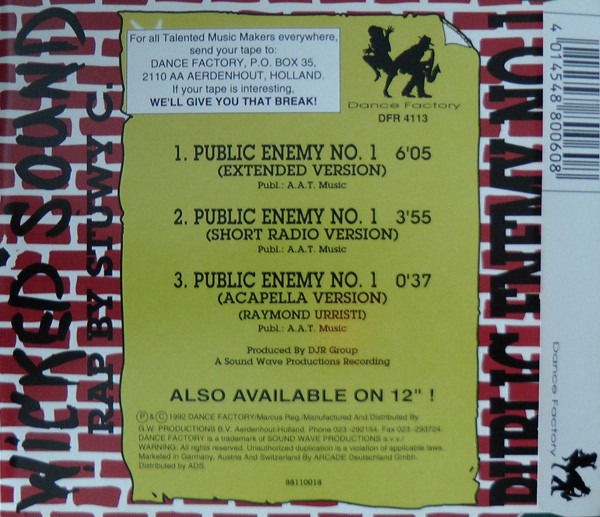 WICKED SOUND
RAP BY STUWY C.
For all Talented Music Makers everywhere,
send your tape to:
DANCE FACTORY, P.O. BOX 35,
2110 AA AERDENHOUT, HOLLAND.
If your tape is interesting,
WE'LL GIVE YOU THAT BREAK!
Dance Factory
DFR 4113
1. PUBLIC ENEMY NO. 1 6'05
(EXTENDED VERSION)
Publ.: A.A.T. Music
2. PUBLIC ENEMY NO. 1 3'55
(SHORT RADIO VERSION)
Publ.: A.A.T. Music
3. PUBLIC ENEMY NO. 1 0'37
(ACAPELLA VERSION)
(RAYMOND URRISTI)
Publ.: A.A.T. Music
Produced By DJR Group
A Sound Wave Productions Recording
ALSO AVAILABLE ON 12" !
Ⓟ & Ⓒ 1992 DANCE FACTORY/Marcus Reg./Manufactured And Distributed By
G.W. PRODUCTIONS B.V. Aerdenhout-Holland. Phone 023-292154. Fax 023-293724.
DANCE FACTORY is a trademark of SOUND WAVE PRODUCTIONS a.v.v./
WARNING: All rights reserved. Unauthorized duplication is a violation of applicable laws.
Marketed in Germany, Austria And Switzerland By ARCADE Deutschland Gmbh.
Distributed by ADS.
88110018
PUBLIC ENEMY NO. 1
4 014548 800608
Dance Factory